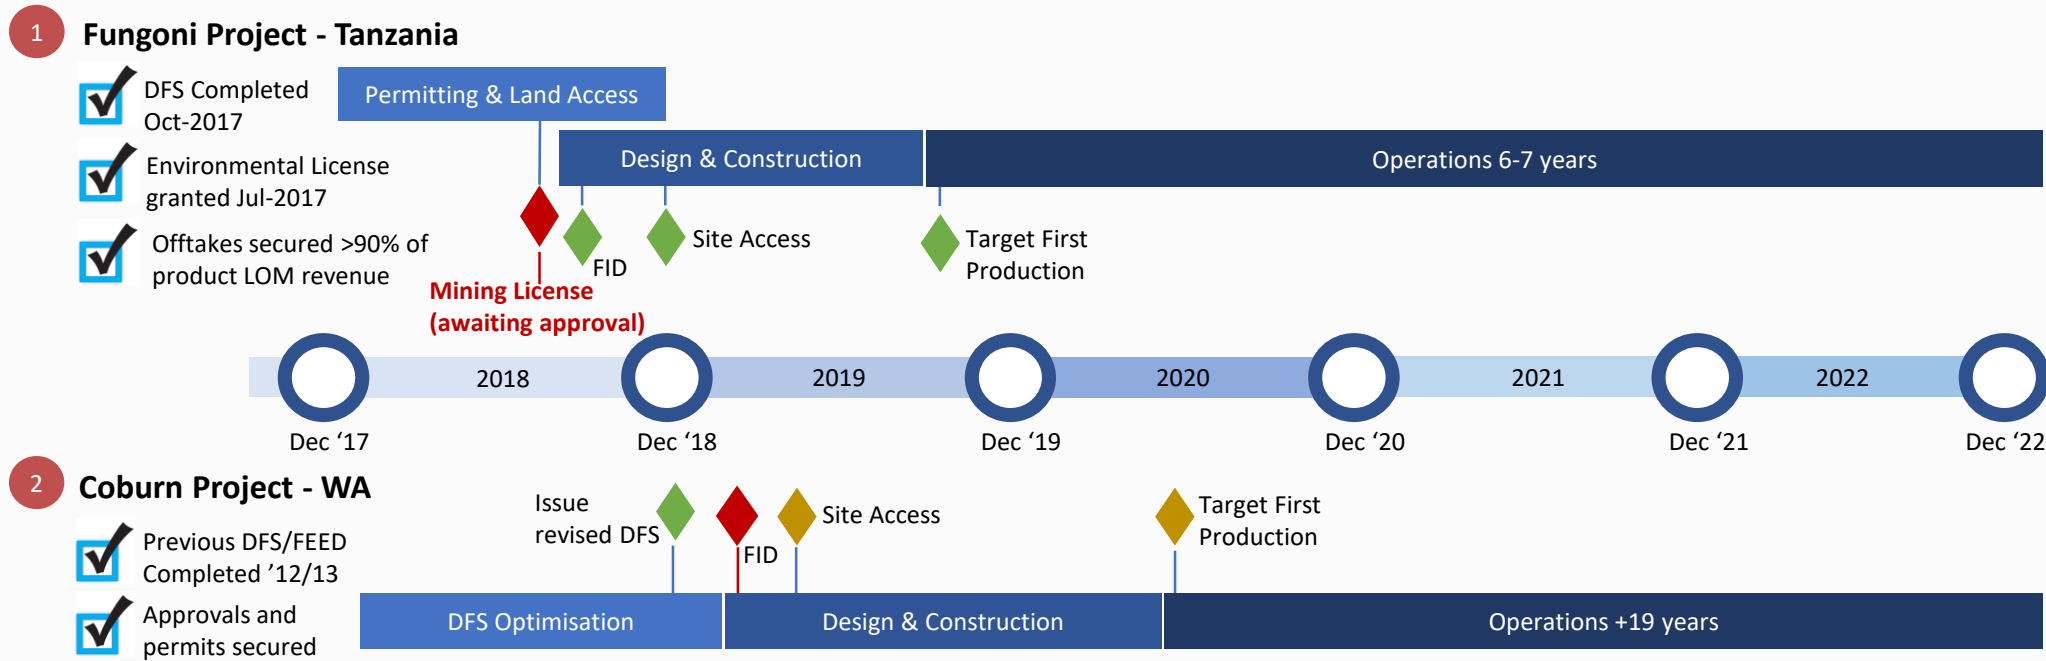 1
Fungoni Project - Tanzania
DFS Completed
Oct-2017
Environmental License
granted Jul-2017
Offtakes secured >90% of
product LOM revenue
Permitting & Land Access
Design & Construction
Operations 6-7 years
FID
Site Access
Target First
Production
Mining License
(awaiting approval)
2018
2019
2020
2021
2022
Dec ‘17
Dec ‘18
Dec ‘19
Dec ‘20
Dec ‘21
Dec ‘22
2
Coburn Project - WA
Previous DFS/FEED
Completed ’12/13
Approvals and
permits secured
Issue
revised DFS
FID
Site Access
Target First
Production
DFS Optimisation
Design & Construction
Operations +19 years